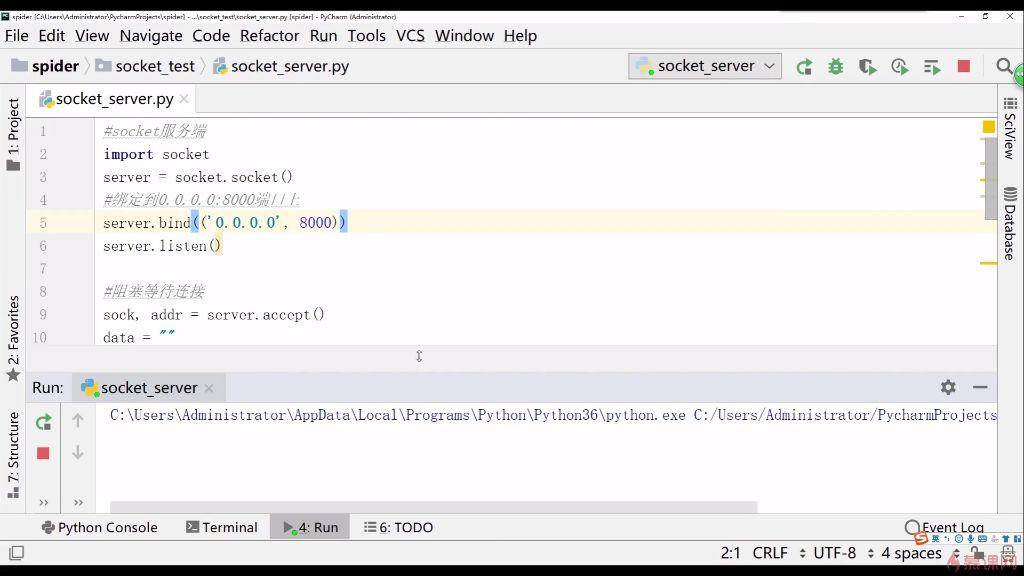 spider [C:\Users\Administrator\PycharmProjects\spider] - ...\socket_test\socket_server.py [spider] - PyCharm (Administrator)
File Edit View Navigate Code Refactor Run Tools VCS Window Help
spider socket_test socket_server.py socket_server
socket_server.py
1: Project
SciView
Database
2: Favorites
7: Structure
1 #socket服务端
2 import socket
3 server = socket.socket()
4 #绑定到0.0.0.0:8000端口上
5 server.bind(('0.0.0.0', 8000))
6 server.listen()
7
8 #阻塞等待连接
9 sock, addr = server.accept()
10 data = ""
Run: socket_server
C:\Users\Administrator\AppData\Local\Programs\Python\Python36\python.exe C:/Users/Administrator/PycharmProjects
Python Console Terminal 4: Run 6: TODO Event Log
英
2:1 CRLF UTF-8 4 spaces
慕课网